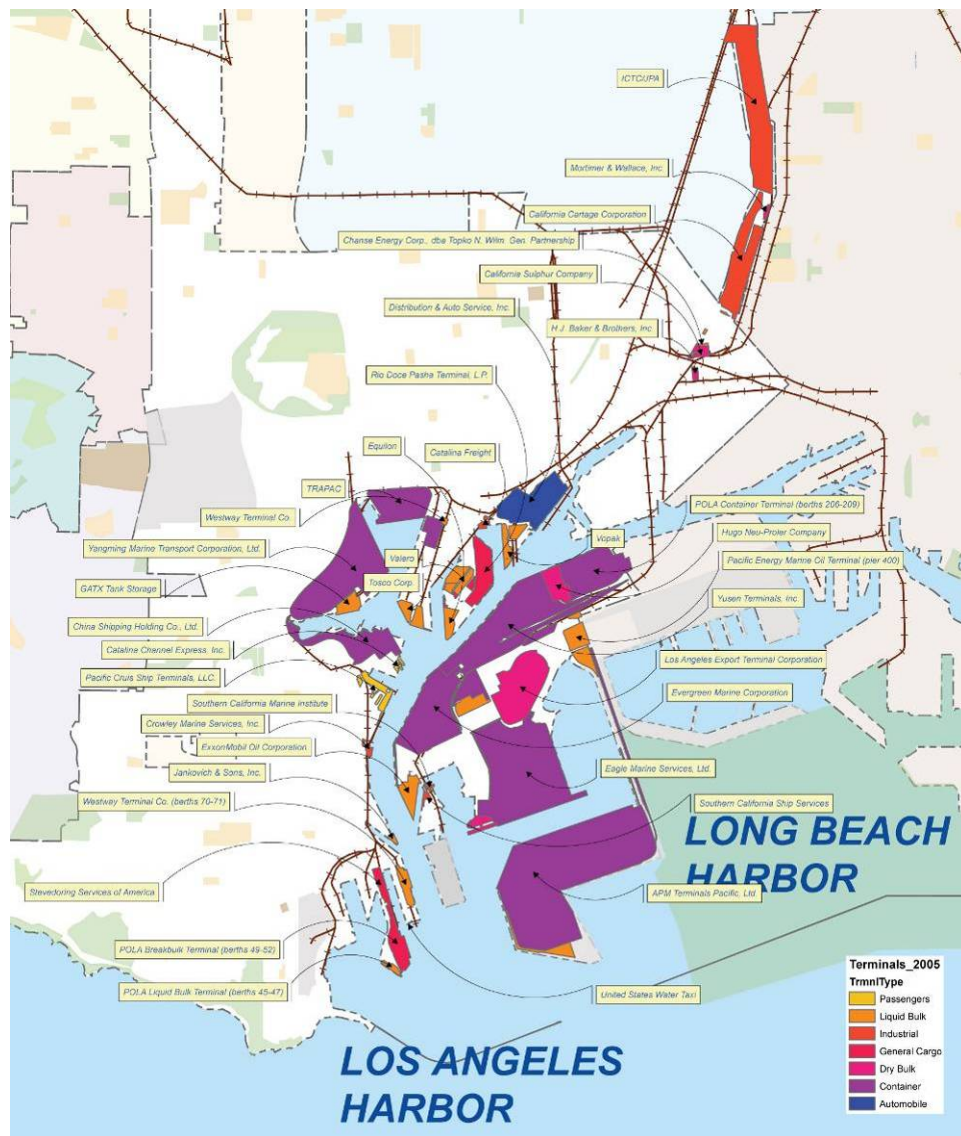 ICTC/JPA
Mortimer & Wallace, Inc.
California Cartage Corporation
Chanse Energy Corp., dba Topko N. Wilm. Gen. Partnership
California Sulphur Company
Distribution & Auto Service, Inc.
H.J. Baker & Brothers, Inc.
Rio Doce Pasha Terminal, L.P.
Equilon
Catalina Freight
TRAPAC
Westway Terminal Co.
POLA Container Terminal (berths 206-209)
Vopak
Hugo Neu-Proler Company
Yangming Marine Transport Corporation, Ltd.
Valero
Pacific Energy Marine Oil Terminal (pier 400)
Tosco Corp.
GATX Tank Storage
Yusen Terminals, Inc.
China Shipping Holding Co., Ltd.
Cataline Channel Express, Inc.
Los Angeles Export Terminal Corporation
Pacific Cruis Ship Terminals, LLC.
Evergreen Marine Corporation
Southern California Marine Institute
Crowley Marine Services, Inc.
ExxonMobil Oil Corporation
Eagle Marine Services, Ltd.
Jankovich & Sons, Inc.
Westway Terminal Co. (berths 70-71)
Southern California Ship Services
LONG BEACH
HARBOR
Stevedoring Services of America
APM Terminals Pacific, Ltd.
POLA Breakbulk Terminal (berths 49-52)
POLA Liquid Bulk Terminal (berths 45-47)
United States Water Taxi
LOS ANGELES
HARBOR
Terminals_2005
TrmnlType
Passengers
Liquid Bulk
Industrial
General Cargo
Dry Bulk
Container
Automobile